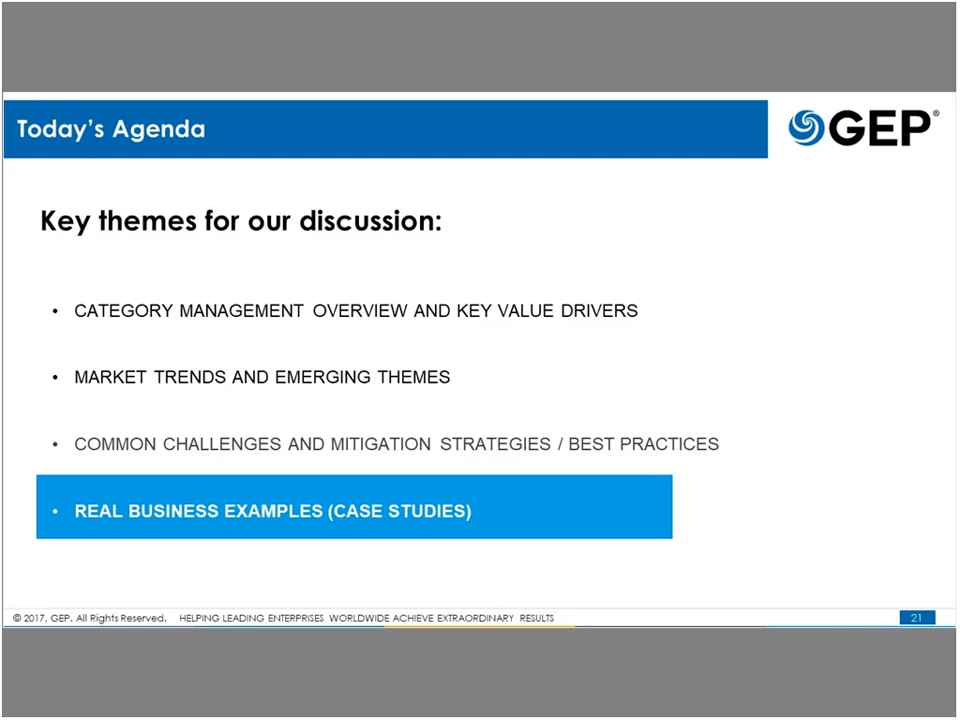 Today's Agenda
GEP®
Key themes for our discussion:
• CATEGORY MANAGEMENT OVERVIEW AND KEY VALUE DRIVERS
• MARKET TRENDS AND EMERGING THEMES
• COMMON CHALLENGES AND MITIGATION STRATEGIES / BEST PRACTICES
• REAL BUSINESS EXAMPLES (CASE STUDIES)
© 2017, GEP. All Rights Reserved. HELPING LEADING ENTERPRISES WORLDWIDE ACHIEVE EXTRAORDINARY RESULTS 21